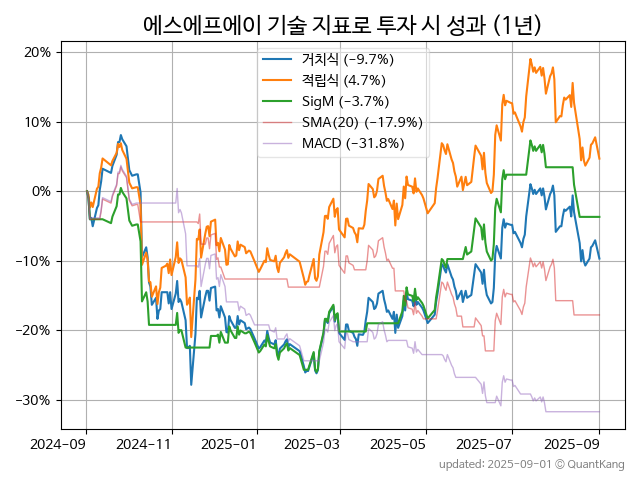 에스에프에이 기술 지표로 투자 시 성과 (1년)
거치식 (−9.7%)
적립식 (4.7%)
SigM (−3.7%)
SMA(20) (−17.9%)
MACD (−31.8%)
20%
10%
0%
−10%
−20%
−30%
2024-09 2024-11 2025-01 2025-03 2025-05 2025-07 2025-09
updated: 2025-09-01 © QuantKang